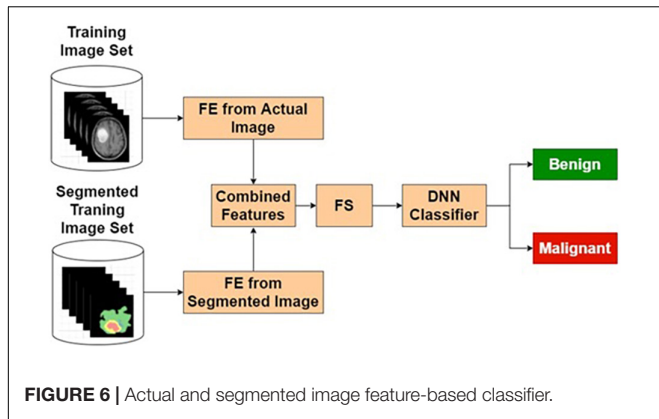 Training
Image Set
FE from Actual
Image
Segmented
Traning
Image Set
Combined
Features
FS
DNN
Classifier
Benign
Malignant
FE from
Segmented Image
FIGURE 6 | Actual and segmented image feature-based classifier.